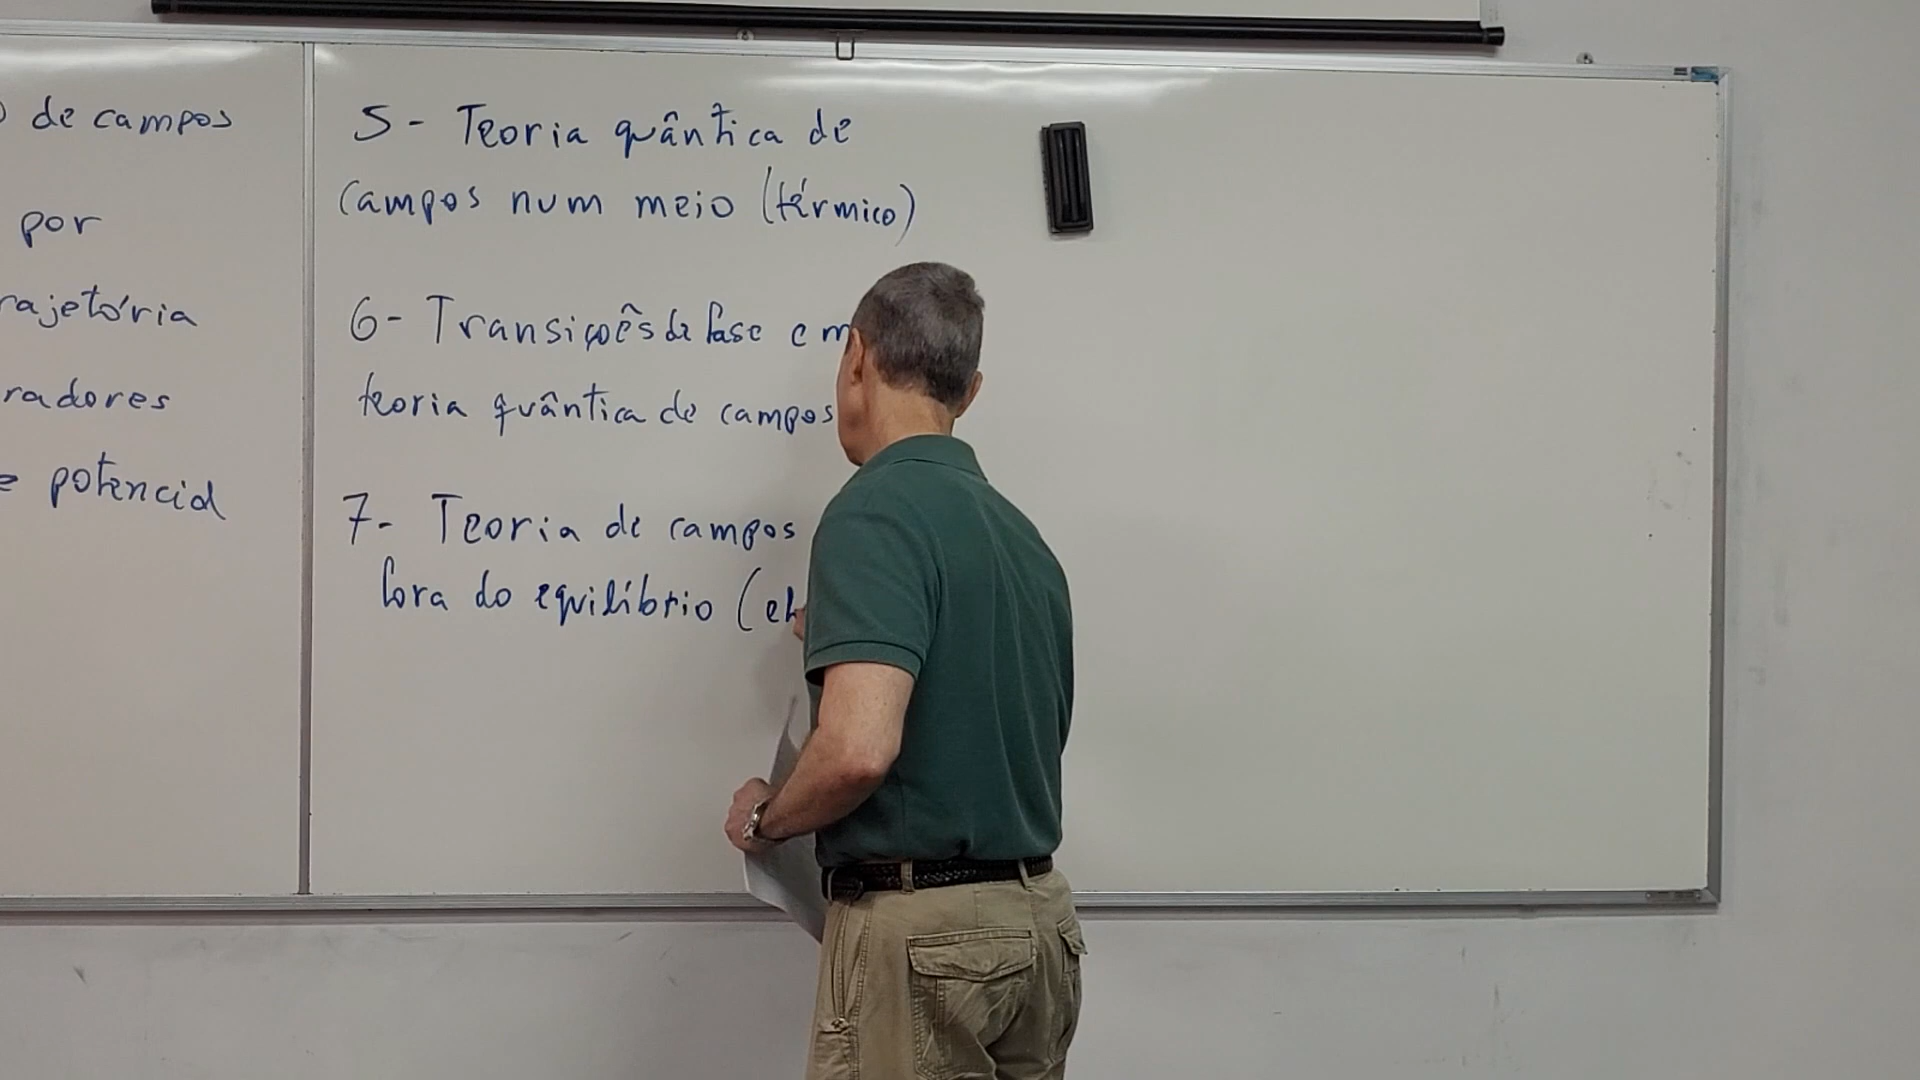 de campos
por
rajetória
radores
e potencial
5- Teoria quântica de
campos num meio (térmico)
6- Transiçoês de fase em
teoria quântica de campos
7- Teoria de campos
fora do equilíbrio (